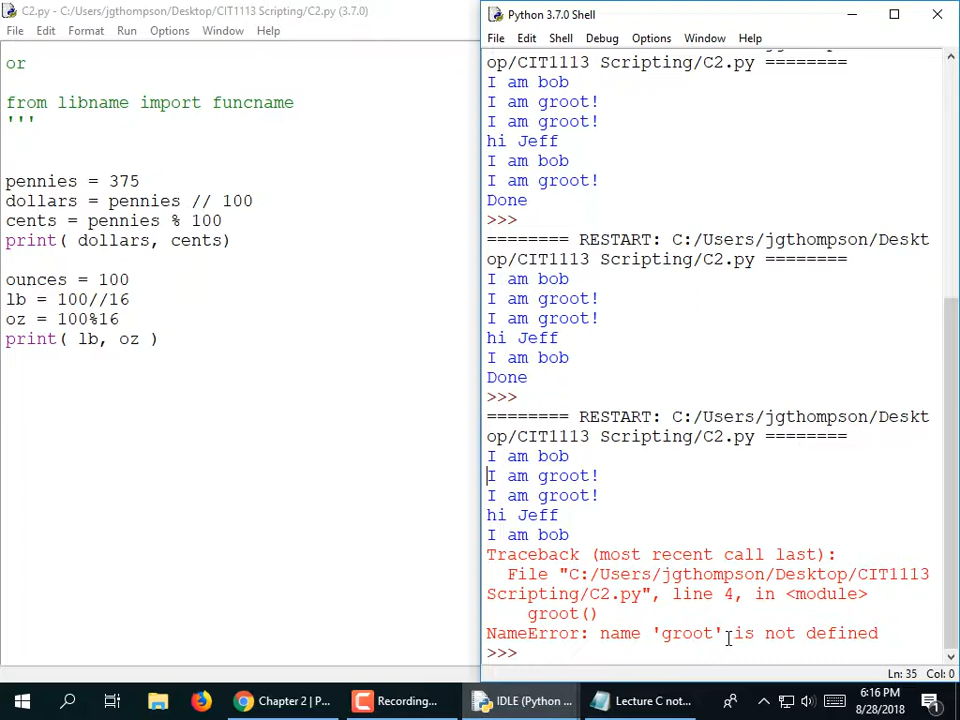 C2.py - C:/Users/jgthompson/Desktop/CIT1113 Scripting/C2.py (3.7.0)
File Edit Format Run Options Window Help
or
from libname import funcname
'''
pennies = 375
dollars = pennies // 100
cents = pennies % 100
print( dollars, cents)
ounces = 100
lb = 100//16
oz = 100%16
print( lb, oz )
Python 3.7.0 Shell
File Edit Shell Debug Options Window Help
op/CIT1113 Scripting/C2.py ========
I am bob
I am groot!
I am groot!
hi Jeff
I am bob
I am groot!
Done
>>>
======== RESTART: C:/Users/jgthompson/Deskt
op/CIT1113 Scripting/C2.py ========
I am bob
I am groot!
I am groot!
hi Jeff
I am bob
Done
>>>
======== RESTART: C:/Users/jgthompson/Deskt
op/CIT1113 Scripting/C2.py ========
I am bob
I am groot!
I am groot!
hi Jeff
I am bob
Traceback (most recent call last):
File "C:/Users/jgthompson/Desktop/CIT1113
Scripting/C2.py", line 4, in <module>
groot()
NameError: name 'groot' is not defined
>>>
Ln: 35 Col: 0
Chapter 2 | P...
Recording...
IDLE (Python ...
Lecture C not...
6:16 PM
8/28/2018
1